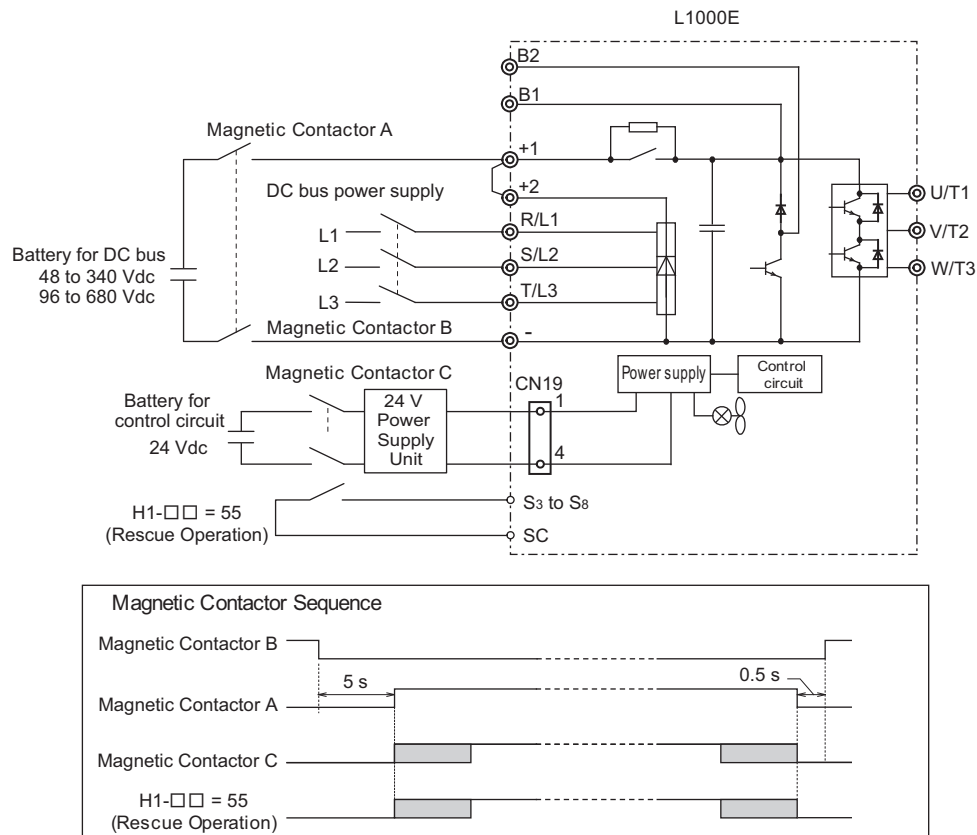 L1000E
B2
B1
Magnetic Contactor A
+1
DC bus power supply
+2
R/L1
L1
S/L2
L2
T/L3
L3
U/T1
V/T2
W/T3
Battery for DC bus
48 to 340 Vdc
96 to 680 Vdc
Magnetic Contactor B
-
Magnetic Contactor C
CN19
Power supply
Control
circuit
Battery for
control circuit
24 Vdc
24 V
Power
Supply
Unit
1
4
H1-□□ = 55
(Rescue Operation)
S3 to S8
SC
Magnetic Contactor Sequence
Magnetic Contactor B
5 s
0.5 s
Magnetic Contactor A
Magnetic Contactor C
H1-□□ = 55
(Rescue Operation)